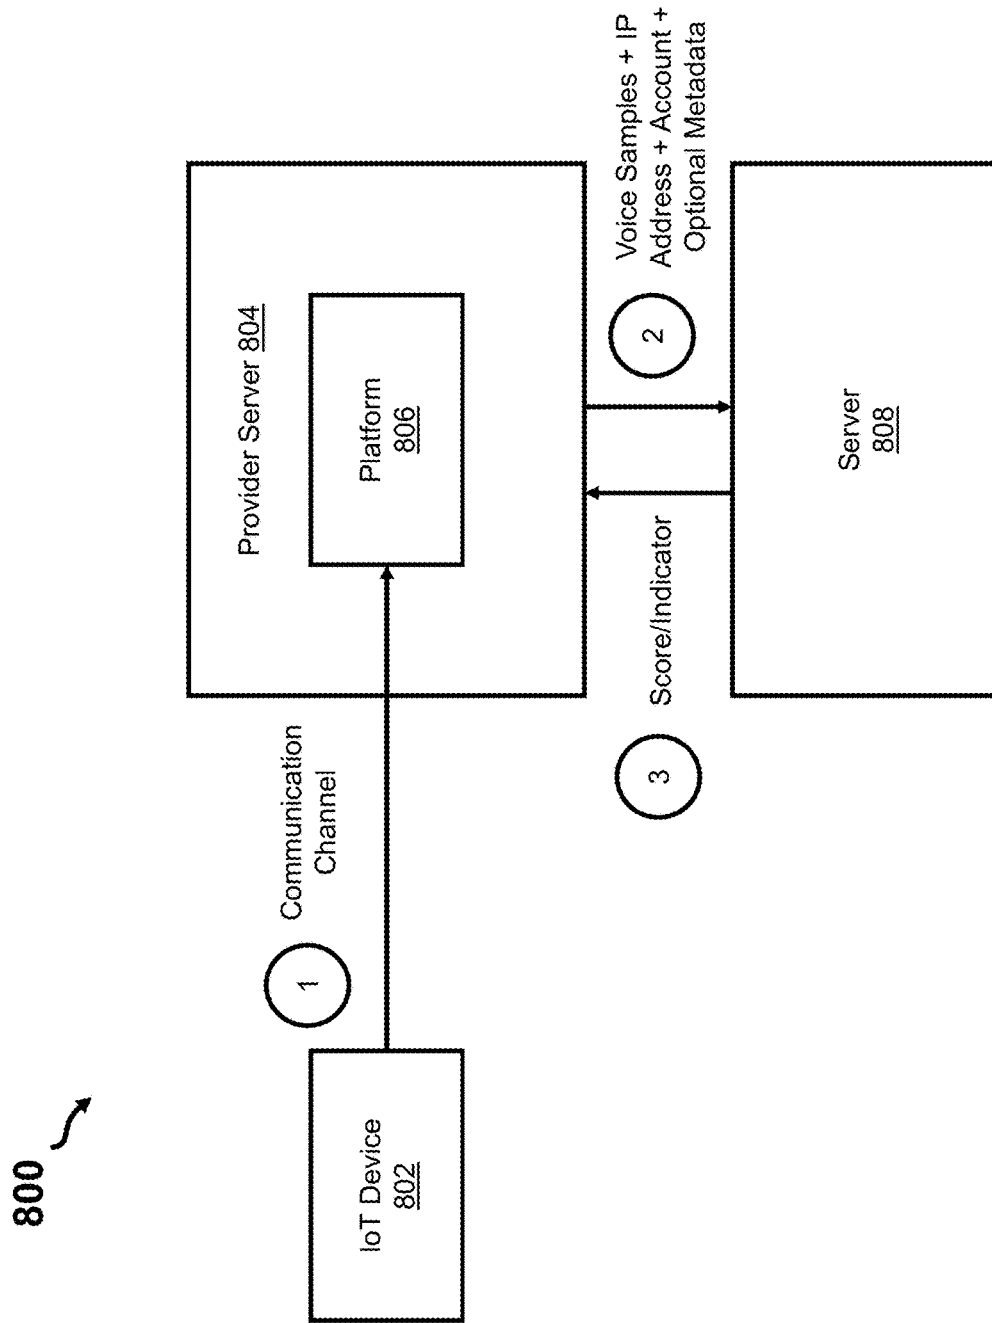 800
IoT Device
802
1
Communication
Channel
Provider Server 804
Platform
806
2
Voice Samples + IP
Address + Account +
Optional Metadata
3
Score/Indicator
Server
808